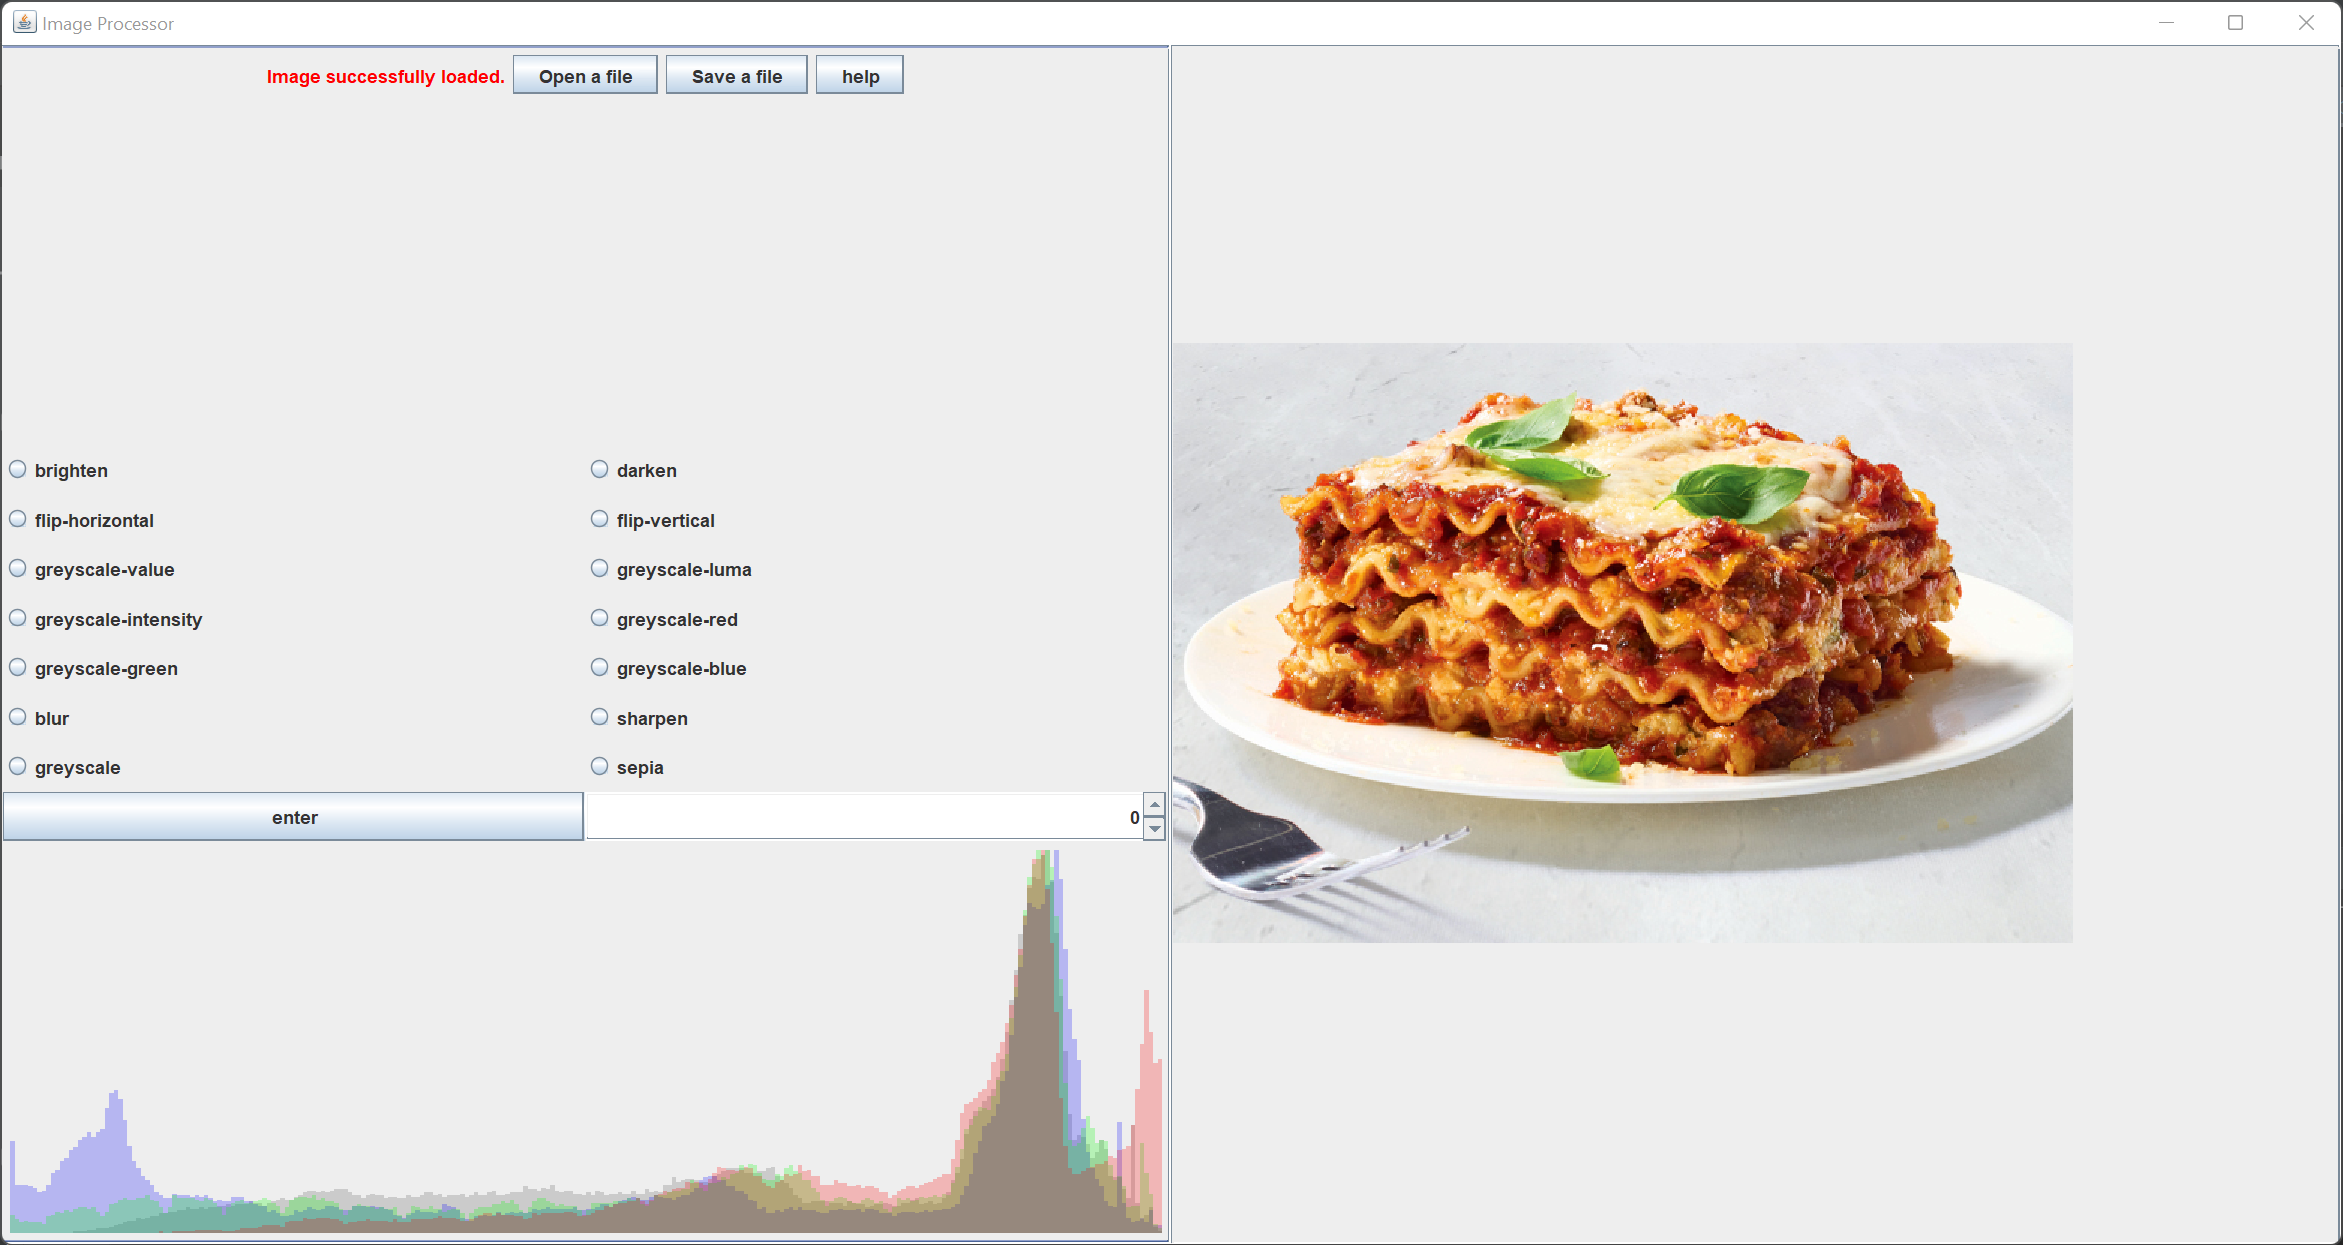 Image Processor
Image successfully loaded. Open a file Save a file help
brighten darken
flip-horizontal flip-vertical
greyscale-value greyscale-luma
greyscale-intensity greyscale-red
greyscale-green greyscale-blue
blur sharpen
greyscale sepia
enter 0